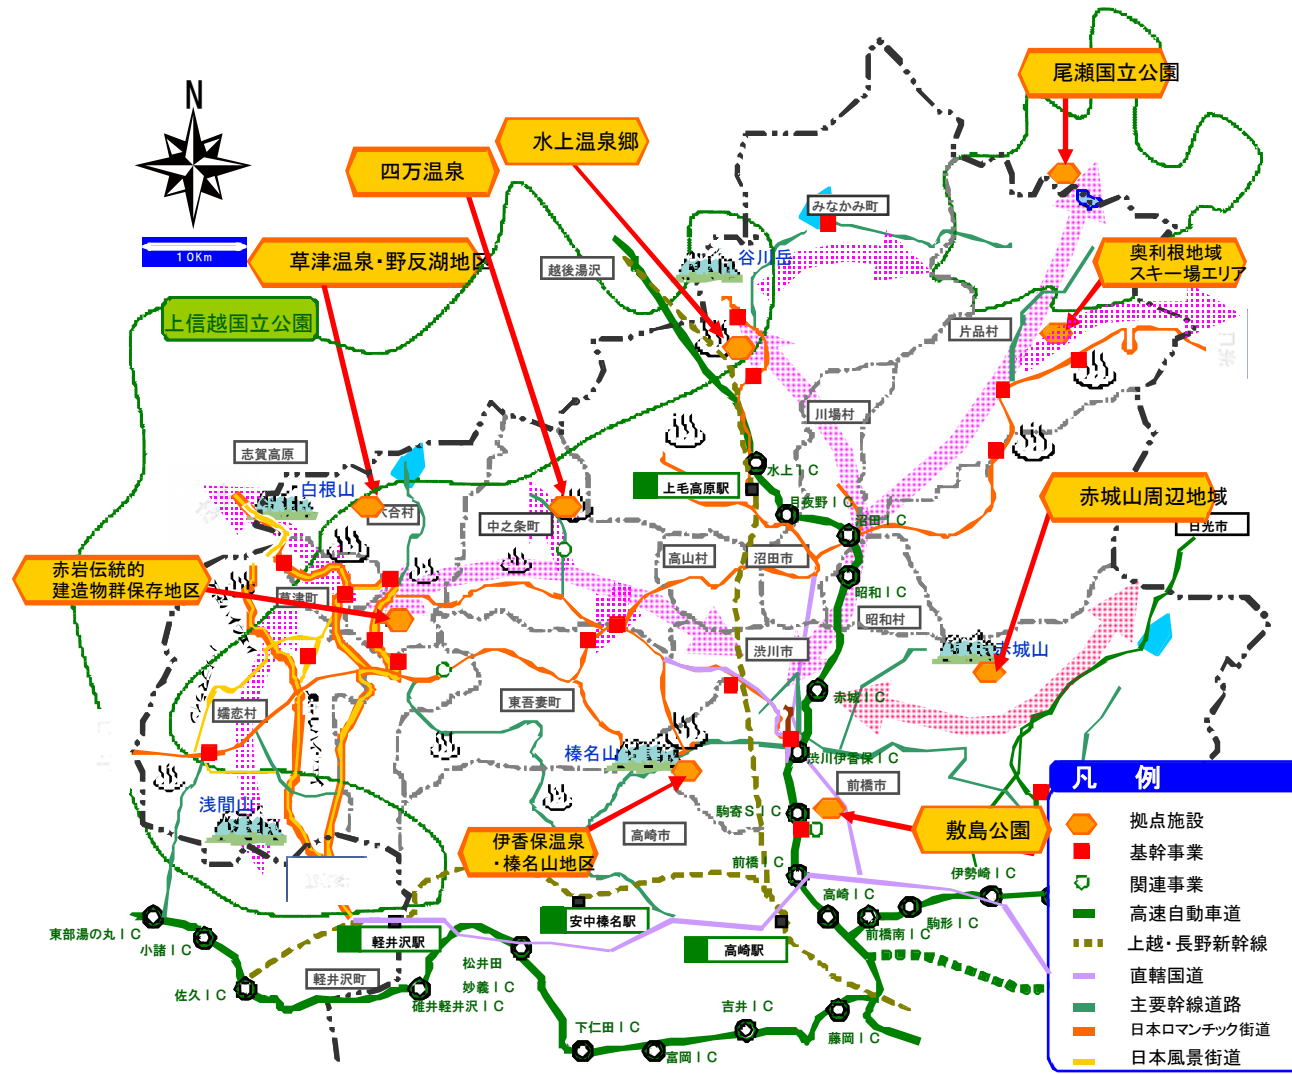 尾瀬国立公園
N
水上温泉郷
四万温泉
みなかみ町
10Km
草津温泉・野反湖地区
越後湯沢
谷川岳
奥利根地域
スキー場エリア
上信越国立公園
片品村
川場村
志賀高原
白根山
水上IC
上毛高原駅
月夜野IC
六合村
中之条町
沼田IC
赤城山周辺地域
日光市
高山村
沼田市
赤岩伝統的
建造物群保存地区
草津町
昭和IC
昭和村
渋川市
赤城山
嬬恋村
東吾妻町
赤城IC
榛名山
渋川伊香保IC
前橋市
浅間山
駒寄SIC
高崎市
伊香保温泉
・榛名山地区
敷島公園
前橋IC
高崎IC
伊勢崎IC
駒形IC
前橋南IC
東部湯の丸IC
小諸IC
軽井沢駅
安中榛名駅
高崎駅
松井田
妙義IC
軽井沢町
佐久IC
碓井軽井沢IC
吉井IC
下仁田IC
富岡IC
藤岡IC
凡 例
拠点施設
基幹事業
関連事業
高速自動車道
上越・長野新幹線
直轄国道
主要幹線道路
日本ロマンチック街道
日本風景街道